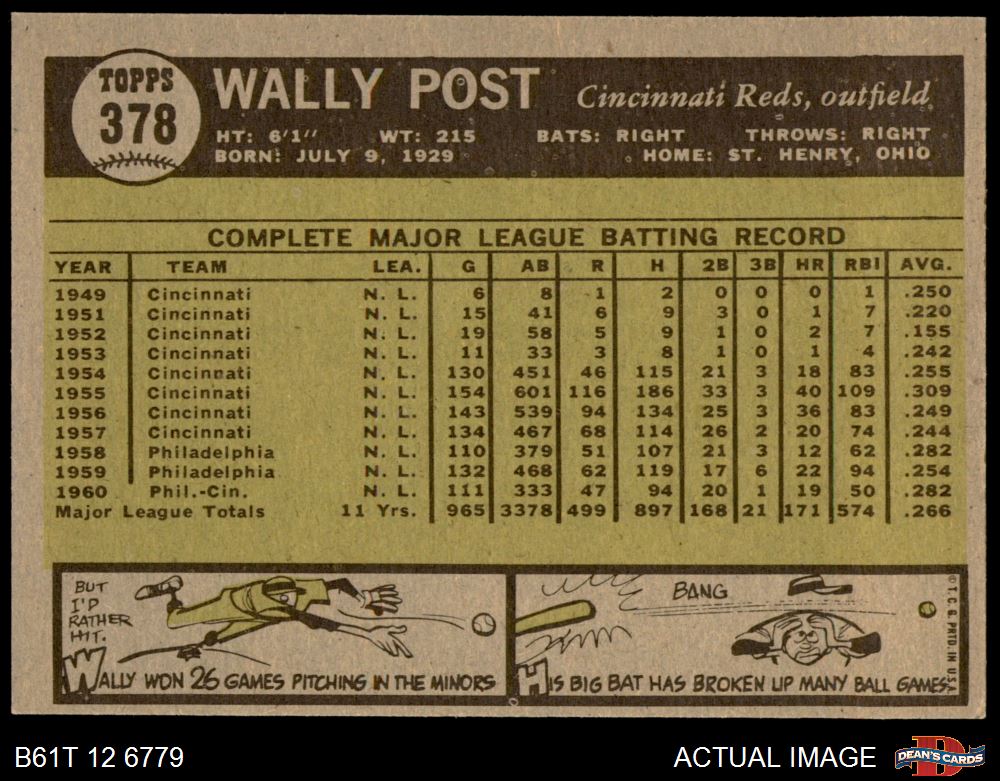 TOPPS
378
WALLY POST Cincinnati Reds, outfield
HT: 6'1" WT: 215 BATS: RIGHT THROWS: RIGHT
BORN: JULY 9, 1929 HOME: ST. HENRY, OHIO
COMPLETE MAJOR LEAGUE BATTING RECORD
YEAR TEAM LEA. G AB R H 2B 3B HR RBI AVG.
1949 Cincinnati N. L. 6 8 1 2 0 0 0 1 .250
1951 Cincinnati N. L. 15 41 6 9 3 0 1 7 .220
1952 Cincinnati N. L. 19 58 5 9 1 0 2 7 .155
1953 Cincinnati N. L. 11 33 3 8 1 0 1 4 .242
1954 Cincinnati N. L. 130 451 46 115 21 3 18 83 .255
1955 Cincinnati N. L. 154 601 116 186 33 3 40 109 .309
1956 Cincinnati N. L. 143 539 94 134 25 3 36 83 .249
1957 Cincinnati N. L. 134 467 68 114 26 2 20 74 .244
1958 Philadelphia N. L. 110 379 51 107 21 3 12 62 .282
1959 Philadelphia N. L. 132 468 62 119 17 6 22 94 .254
1960 Phil.-Cin. N. L. 111 333 47 94 20 1 19 50 .282
Major League Totals 11 Yrs. 965 3378 499 897 168 21 171 574 .266
BUT
I'D
RATHER
HIT.
WALLY WON 26 GAMES PITCHING IN THE MINORS
BANG
HIS BIG BAT HAS BROKEN UP MANY BALL GAMES.
© T. C. G. PRTD. IN U.S.A.
B61T 12 6779 ACTUAL IMAGE
D
DEAN'S CARDS